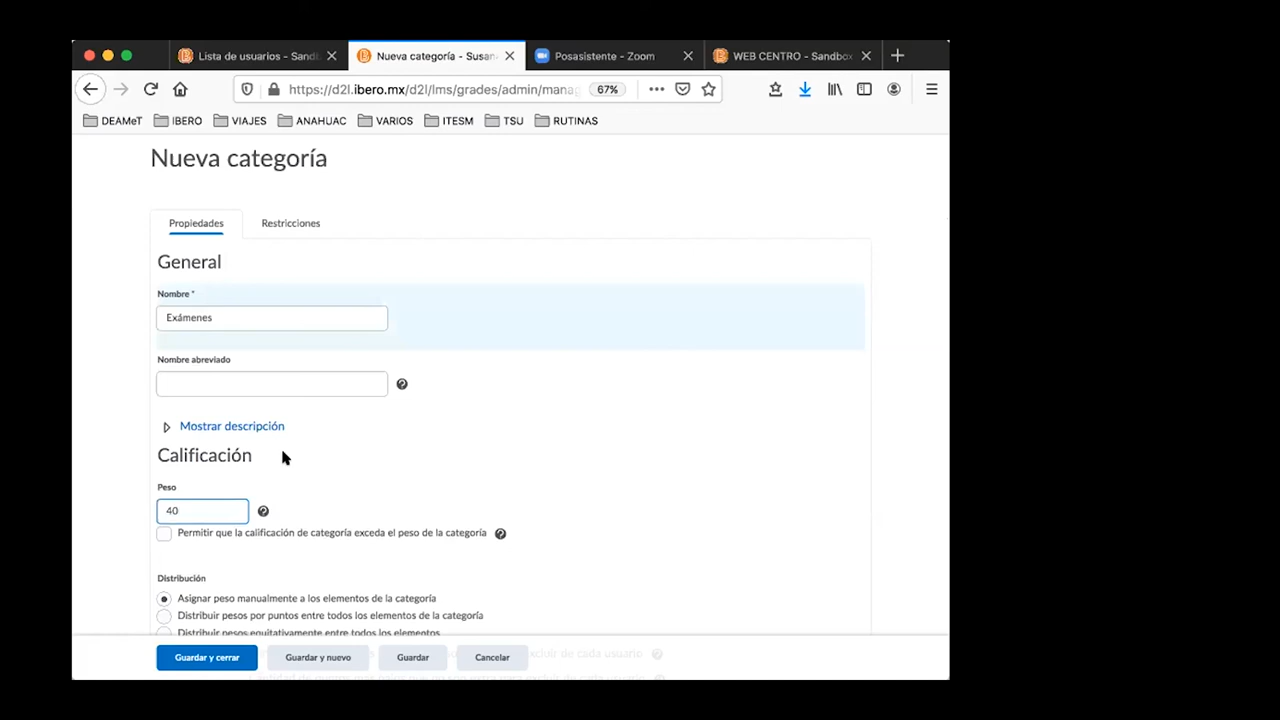 Lista de usuarios – Sandb
Nueva categoría – Susan
Posasistente – Zoom
WEB CENTRO – Sandbox
https://d2l.ibero.mx/d2l/lms/grades/admin/manag
67%
DEAMeT IBERO VIAJES ANAHUAC VARIOS ITESM TSU RUTINAS
Nueva categoría
Propiedades Restricciones
General
Nombre *
Exámenes
Nombre abreviado
Mostrar descripción
Calificación
Peso
40
Permitir que la calificación de categoría exceda el peso de la categoría
Distribución
Asignar peso manualmente a los elementos de la categoría
Distribuir pesos por puntos entre todos los elementos de la categoría
Distribuir pesos equitativamente entre todos los elementos
Guardar y cerrar Guardar y nuevo Guardar Cancelar